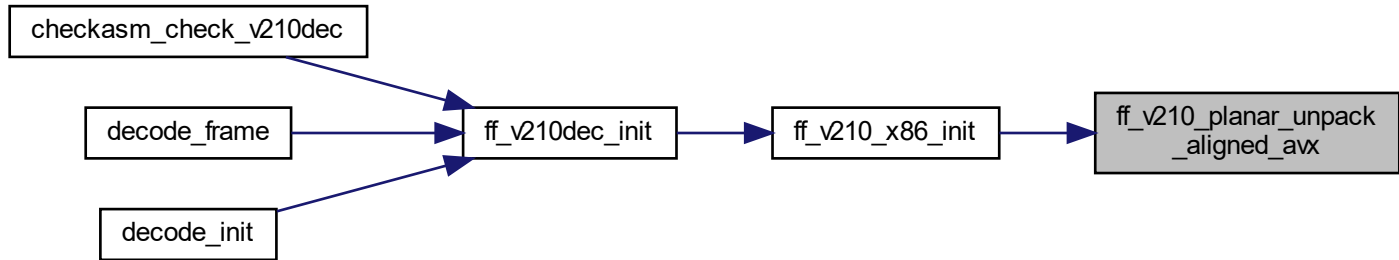 checkasm_check_v210dec
decode_frame
ff_v210dec_init
ff_v210_x86_init
ff_v210_planar_unpack
_aligned_avx
decode_init